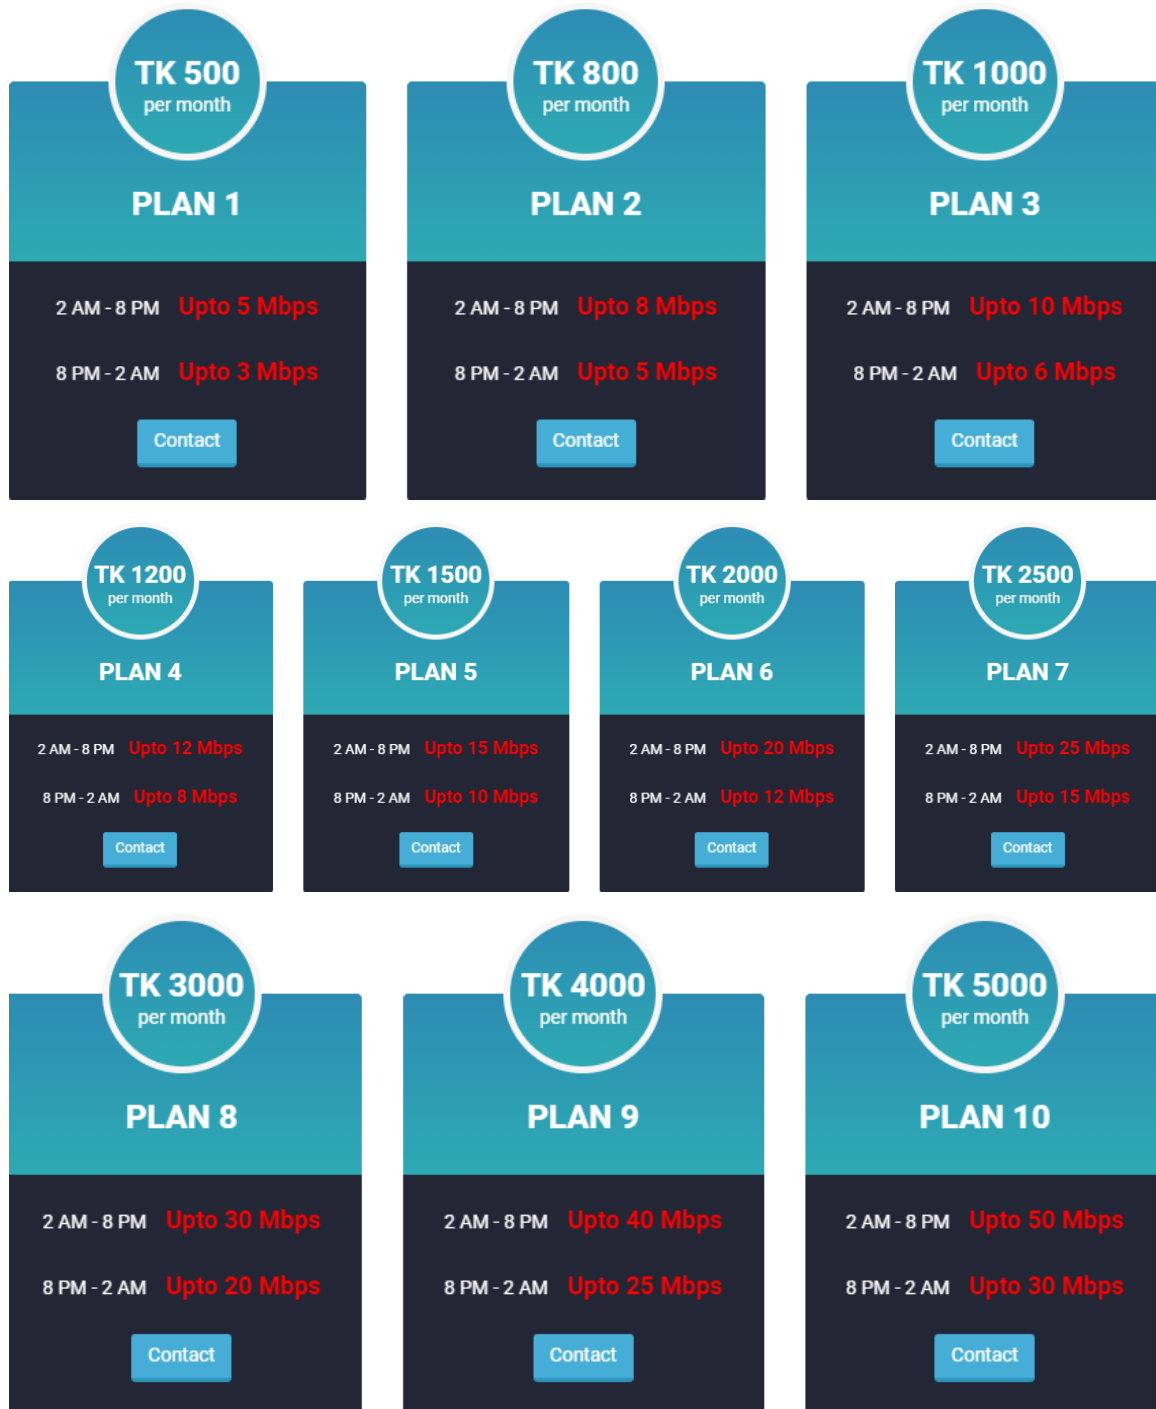 TK 500
per month
PLAN 1
2 AM - 8 PM Upto 5 Mbps
8 PM - 2 AM Upto 3 Mbps
Contact
TK 800
per month
PLAN 2
2 AM - 8 PM Upto 8 Mbps
8 PM - 2 AM Upto 5 Mbps
Contact
TK 1000
per month
PLAN 3
2 AM - 8 PM Upto 10 Mbps
8 PM - 2 AM Upto 6 Mbps
Contact
TK 1200
per month
PLAN 4
2 AM - 8 PM Upto 12 Mbps
8 PM - 2 AM Upto 8 Mbps
Contact
TK 1500
per month
PLAN 5
2 AM - 8 PM Upto 15 Mbps
8 PM - 2 AM Upto 10 Mbps
Contact
TK 2000
per month
PLAN 6
2 AM - 8 PM Upto 20 Mbps
8 PM - 2 AM Upto 12 Mbps
Contact
TK 2500
per month
PLAN 7
2 AM - 8 PM Upto 25 Mbps
8 PM - 2 AM Upto 15 Mbps
Contact
TK 3000
per month
PLAN 8
2 AM - 8 PM Upto 30 Mbps
8 PM - 2 AM Upto 20 Mbps
Contact
TK 4000
per month
PLAN 9
2 AM - 8 PM Upto 40 Mbps
8 PM - 2 AM Upto 25 Mbps
Contact
TK 5000
per month
PLAN 10
2 AM - 8 PM Upto 50 Mbps
8 PM - 2 AM Upto 30 Mbps
Contact